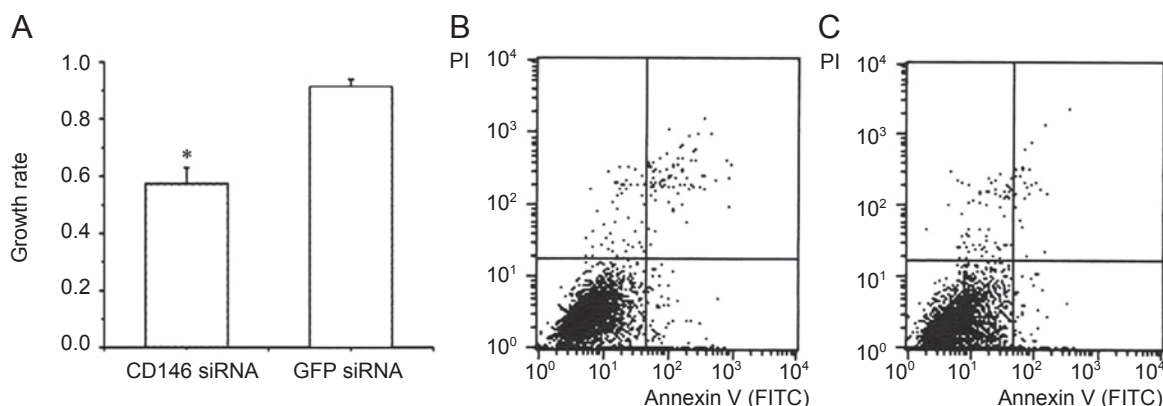 A
Growth rate
1.0
0.8
0.6
0.4
0.2
0.0
*
CD146 siRNA GFP siRNA
B
PI
10⁴
10³
10²
10¹
10⁰
10⁰ 10¹ 10² 10³ 10⁴
Annexin V (FITC)
C
PI
10⁴
10³
10²
10¹
10⁰
10⁰ 10¹ 10² 10³ 10⁴
Annexin V (FITC)